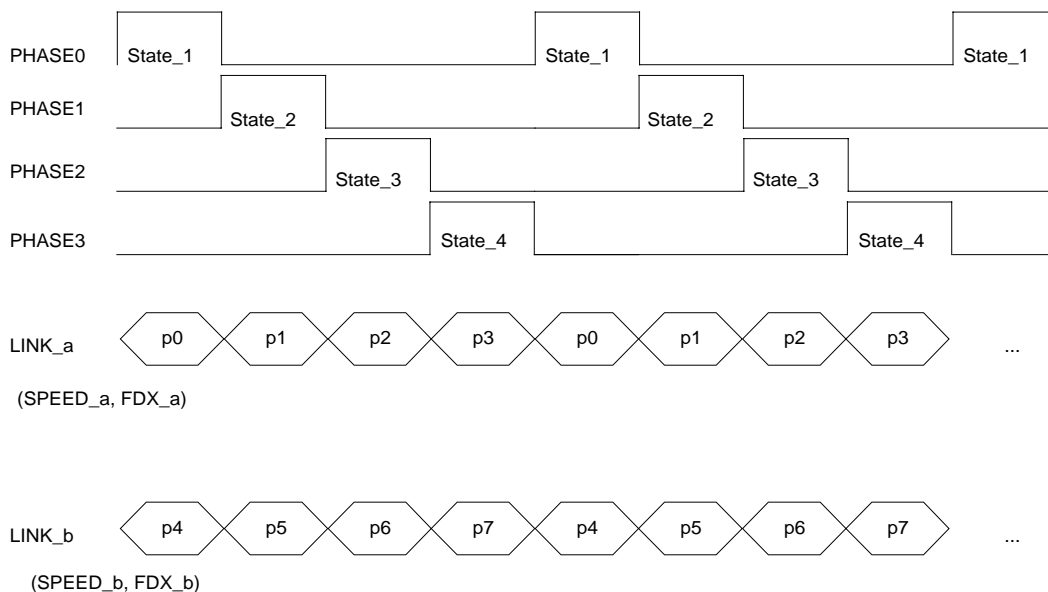 PHASE0 State_1 State_1 State_1
PHASE1 State_2 State_2
PHASE2 State_3 State_3
PHASE3 State_4 State_4
LINK_a p0 p1 p2 p3 p0 p1 p2 p3 ...
(SPEED_a, FDX_a)
LINK_b p4 p5 p6 p7 p4 p5 p6 p7 ...
(SPEED_b, FDX_b)